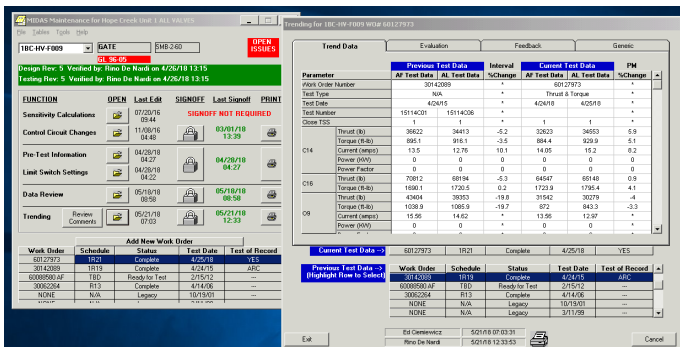 MIDAS Maintenance for Hope Creek Unit 1 ALL VALVES
File Tables Tools Help
1BC-HV-F009 GATE SMB-2-60 OPEN ISSUES
GL 96-05
Design Rev: 5 Verified by: Rino De Nardi on 4/26/18 13:15
Testing Rev: 5 Verified by: Rino De Nardi on 4/26/18 13:15
FUNCTION OPEN Last Edit SIGNOFF Last Signoff PRINT
Sensitivity Calculations 07/20/16 09:44 SIGNOFF NOT REQUIRED
Control Circuit Changes 11/08/16 04:48 03/01/18 13:39
Pre-Test Information 04/28/18 04:27 04/28/18 04:27
Limit Switch Settings 04/28/18 04:22
Data Review 05/18/18 08:58 05/18/18 08:58
Trending Review Comments 05/21/18 07:03 05/21/18 12:33
Add New Work Order
Work Order Schedule Status Test Date Test of Record
60127973 1R21 Complete 4/25/18 YES
30142089 1R19 Complete 4/24/15 ARC
60088580 AF TBD Ready for Test 2/15/12 ---
30062264 R13 Complete 4/14/06 ---
NONE N/A Legacy 10/19/01 ---
Trending for 1BC-HV-F009 WO# 60127973
Trend Data Evaluation Feedback Generic
Previous Test Data Interval Current Test Data PM
Parameter AF Test Data AL Test Data %Change AF Test Data AL Test Data %Change
Work Order Number 30142089 * 60127973 *
Test Type N/A * Thrust & Torque *
Test Date 4/24/15 * 4/24/18 4/25/18 *
Test Number 15114C01 15114C06 * *
Close TSS 1 1 * 1 1 *
C14 Thrust (lb) 36622 34413 -5.2 32623 34553 5.9
Torque (ft-lb) 895.1 916.1 -3.5 884.4 929.9 5.1
Current (amps) 13.5 12.76 10.1 14.05 15.2 8.2
Power (KW) 0 0 0 0 0 0
Power Factor 0 0 0 0 0 0
C16 Thrust (lb) 70812 68194 -5.3 64547 65148 0.9
Torque (ft-lb) 1690.1 1720.5 0.2 1723.9 1795.4 4.1
O9 Thrust (lb) 43404 39353 -19.8 31542 30279 -4
Torque (ft-lb) 1038.9 1085.9 -19.7 872 843.3 -3.3
Current (amps) 15.56 14.62 * 13.56 12.97 *
Power (KW) 0 0 * 0 0 *
Current Test Data --> 60127973 1R21 Complete 4/25/18 YES
Previous Test Data --> (Highlight Row to Select)
Work Order Schedule Status Test Date Test of Record
30142089 1R19 Complete 4/24/15 ARC
60088580 AF TBD Ready for Test 2/15/12 ---
30062264 R13 Complete 4/14/06 ---
NONE N/A Legacy 10/19/01 ---
NONE N/A Legacy 3/11/99 ---
Exit Ed Ciemiewicz 5/21/18 07:03:31 Cancel
Rino De Nardi 5/21/18 12:33:53